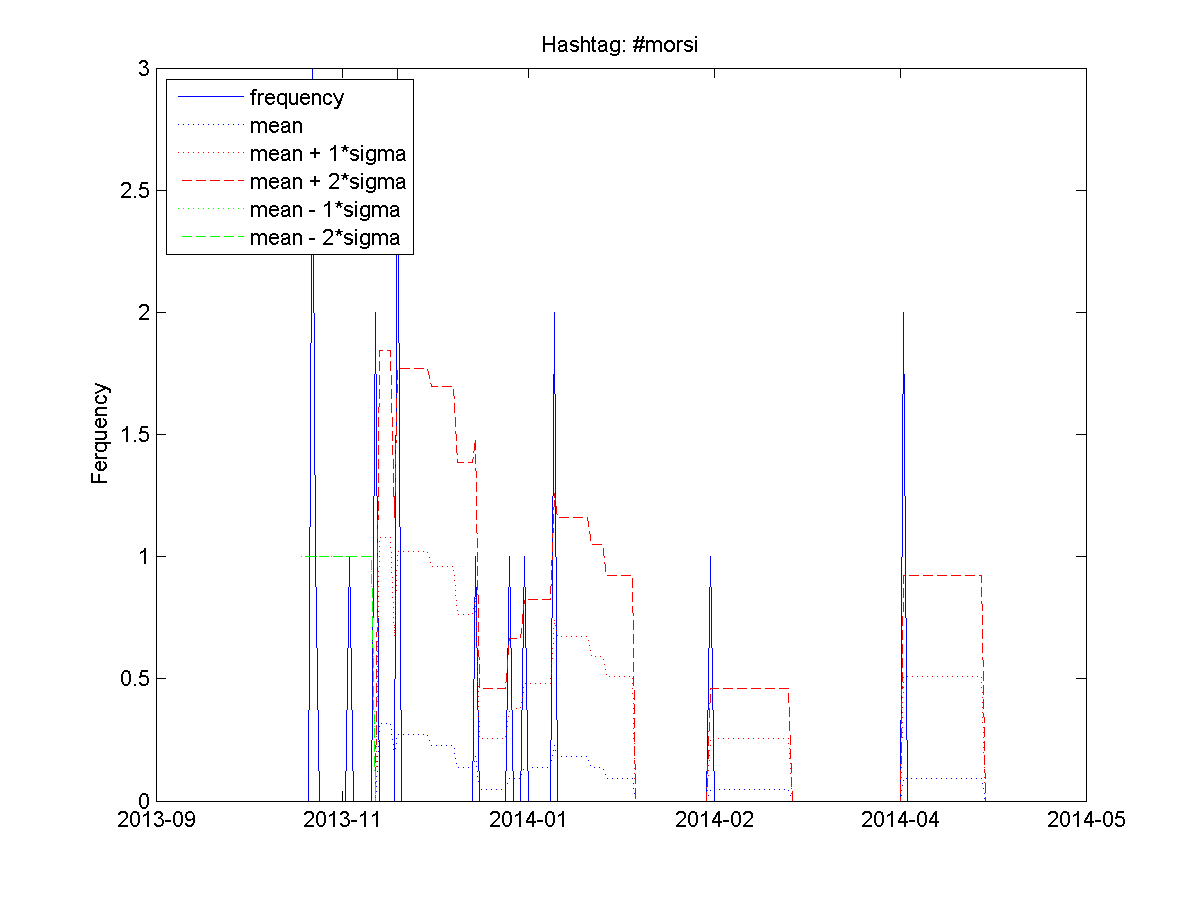 Hashtag: #morsi
3
frequency
mean
mean + 1*sigma
mean + 2*sigma
mean - 1*sigma
mean - 2*sigma
2.5
2
1.5
Ferquency
1
0.5
0
2013-09
2013-11
2014-01
2014-02
2014-04
2014-05